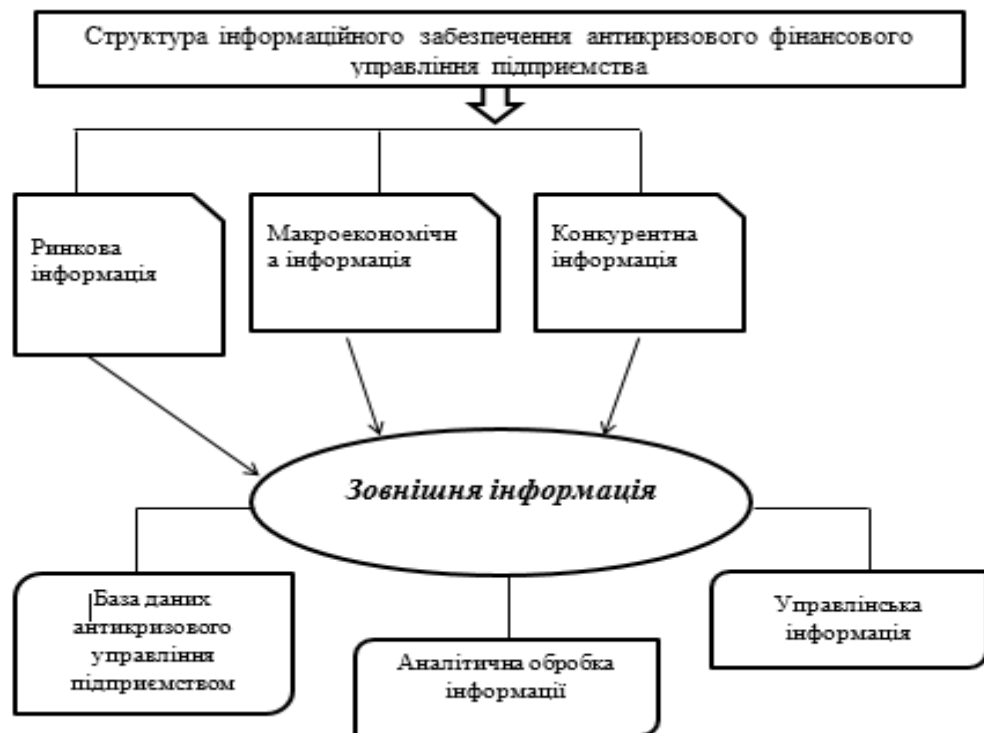 Структура інформаційного забезпечення антикризового фінансового
управління підприємства
Ринкова
інформація
Макроекономічн
а інформація
Конкурентна
інформація
Зовнішня інформація
База даних
антикризового
управління
підприємством
Аналітична обробка
інформації
Управлінська
інформація